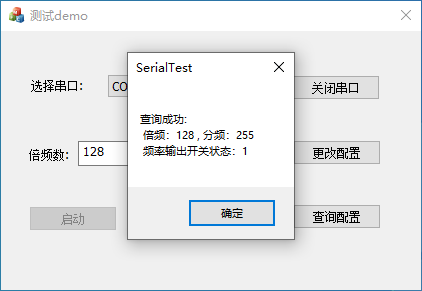 测试demo
SerialTest
选择串口：
CO
关闭串口
查询成功:
倍频：128 , 分频：255
频率输出开关状态：1
倍频数：
128
更改配置
启动
确定
查询配置